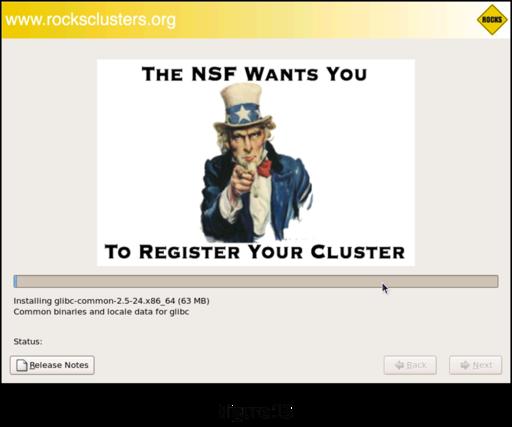 www.rocksclusters.org
ROCKS
THE NSF WANTS YOU
TO REGISTER YOUR CLUSTER
Installing glibc-common-2.5-24.x86_64 (63 MB)
Common binaries and locale data for glibc
Status:
Release Notes
Back
Next